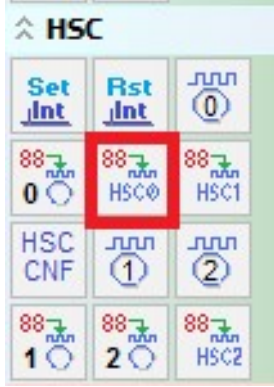 HSC
Set Rst
Int Int 0
88 88 88
0 HSC0 HSC1
HSC
CNF 1 2
88 88 88
1 2 HSC2